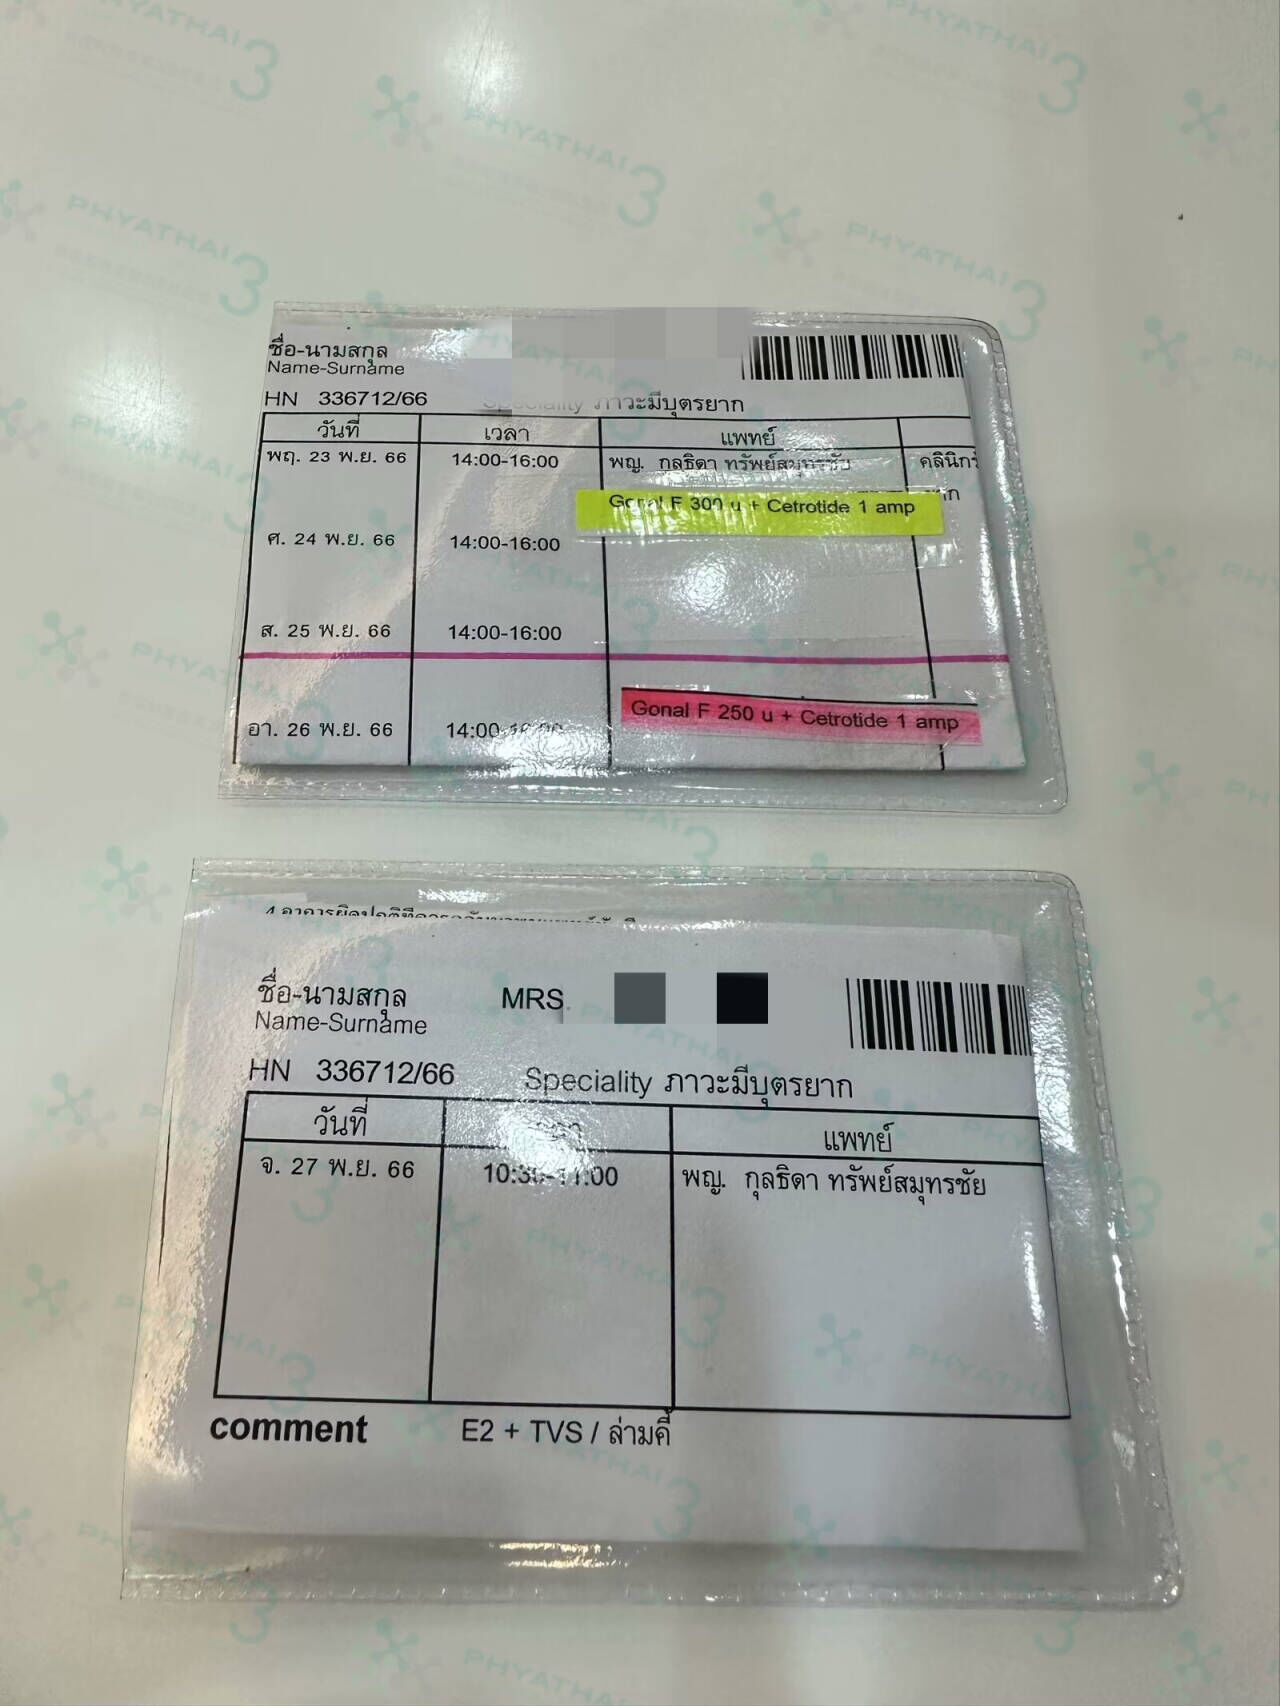 PHYATHAI 3
ชื่อ-นามสกุล
Name-Surname
HN 336712/66 Speciality ภาวะมีบุตรยาก
วันที่ เวลา แพทย์
พฤ. 23 พ.ย. 66 14:00-16:00 พญ. กุลธิดา ทรัพย์สมุทรชัย
Gonal F 300 u + Cetrotide 1 amp
ศ. 24 พ.ย. 66 14:00-16:00
ส. 25 พ.ย. 66 14:00-16:00
Gonal F 250 u + Cetrotide 1 amp
อา. 26 พ.ย. 66 14:00-16:00
ชื่อ-นามสกุล MRS.
Name-Surname
HN 336712/66 Speciality ภาวะมีบุตรยาก
วันที่ แพทย์
จ. 27 พ.ย. 66 10:30-11:00 พญ. กุลธิดา ทรัพย์สมุทรชัย
comment E2 + TVS / ล่ามคี้